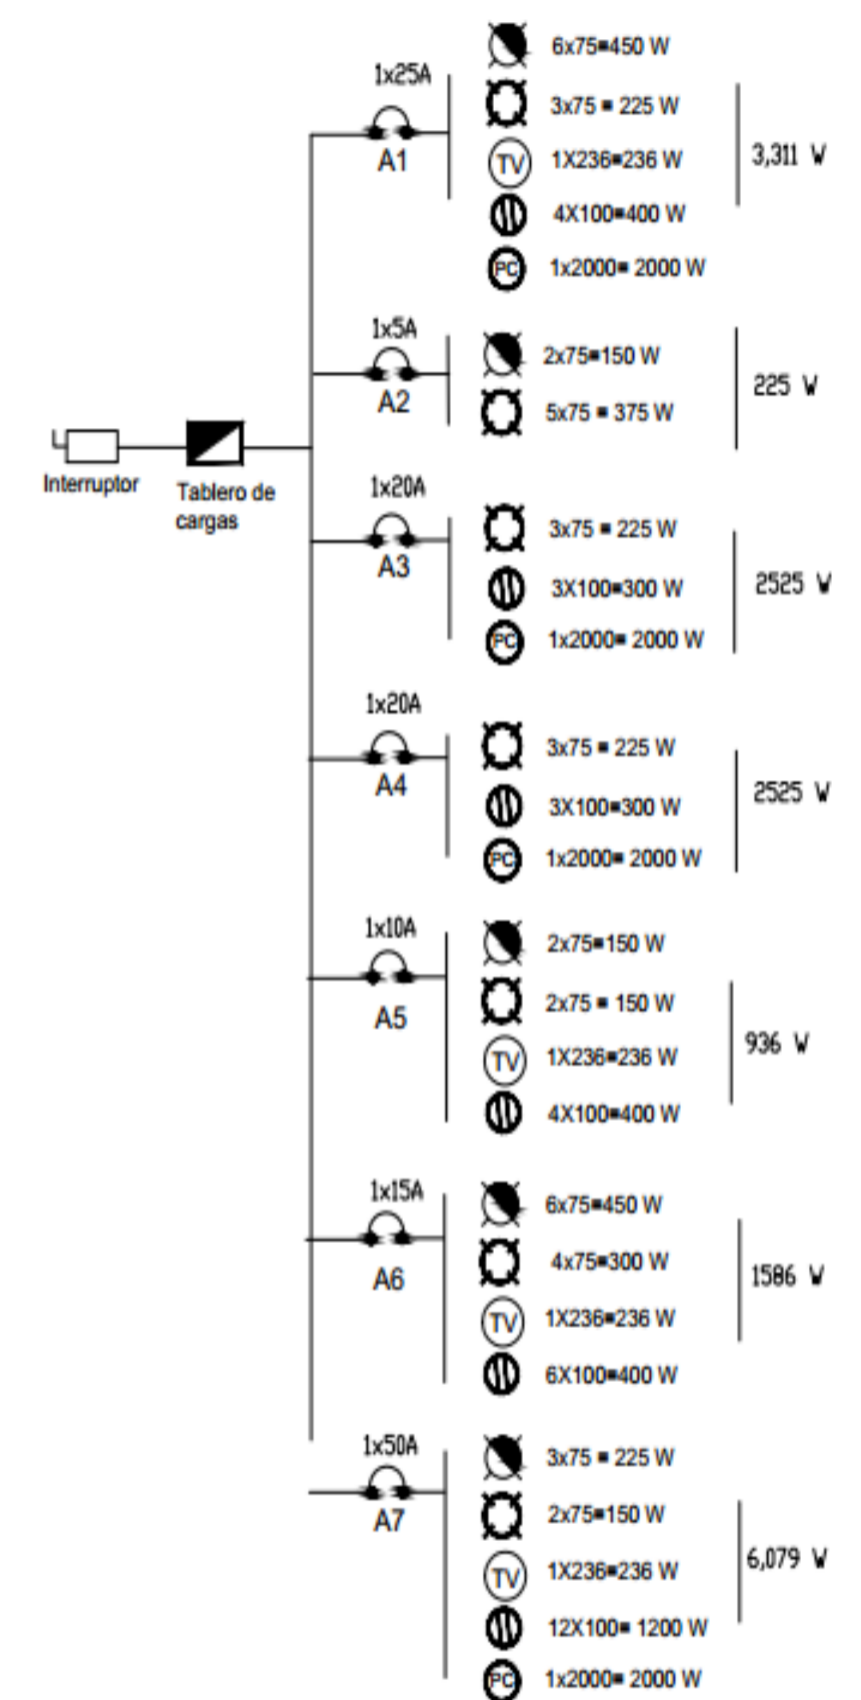 1x25A
A1
6x75=450 W
3x75 = 225 W
TV 1X236=236 W
4X100=400 W
PC 1x2000= 2000 W
3,311 W
1x5A
A2
2x75=150 W
5x75 = 375 W
225 W
Interruptor
Tablero de
cargas
1x20A
A3
3x75 = 225 W
3X100=300 W
PC 1x2000= 2000 W
2525 W
1x20A
A4
3x75 = 225 W
3X100=300 W
PC 1x2000= 2000 W
2525 W
1x10A
A5
2x75=150 W
2x75 = 150 W
TV 1X236=236 W
4X100=400 W
936 W
1x15A
A6
6x75=450 W
4x75=300 W
TV 1X236=236 W
6X100=400 W
1586 W
1x50A
A7
3x75 = 225 W
2x75=150 W
TV 1X236=236 W
12X100= 1200 W
PC 1x2000= 2000 W
6,079 W